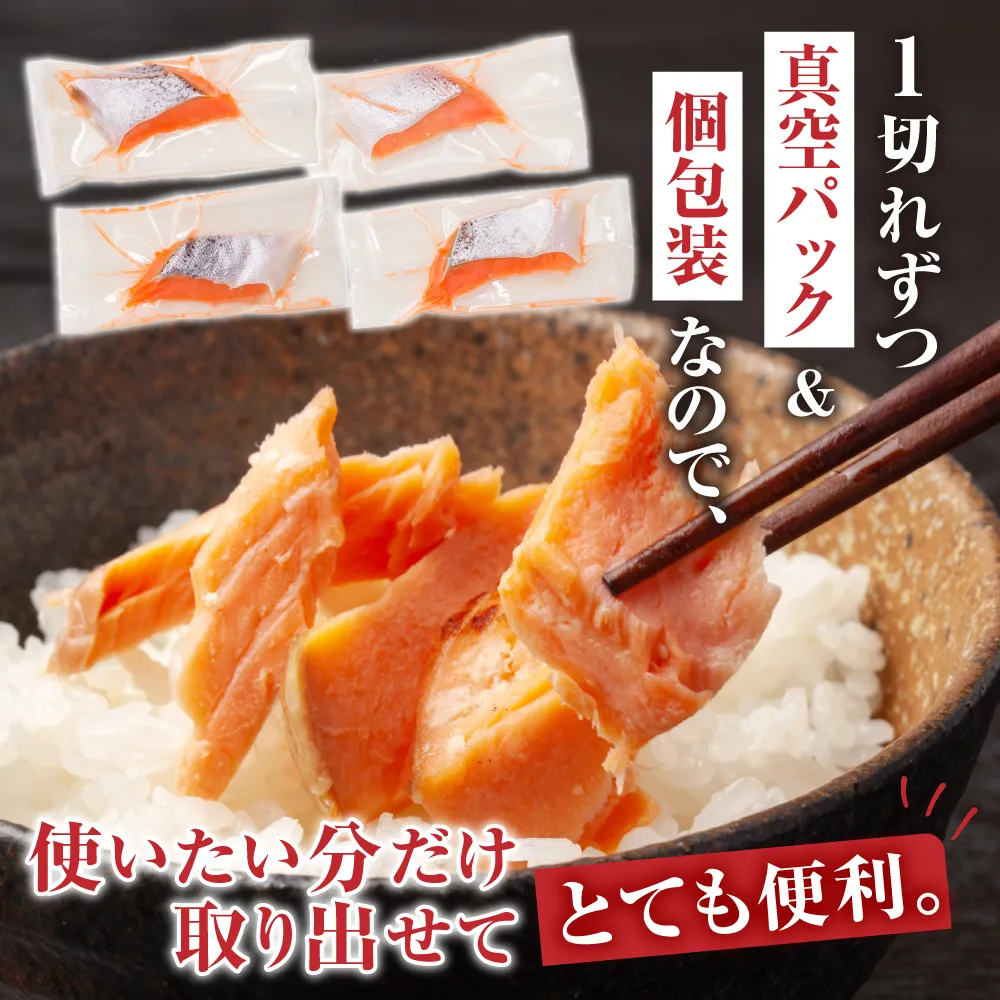 1切れずつ
真空パック&
個包装なので、
使いたい分だけ
取り出せて
とても便利。